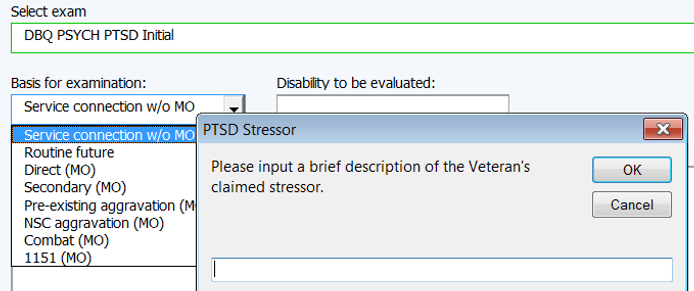 Select exam
DBQ PSYCH PTSD Initial
Basis for examination:
Disability to be evaluated:
Service connection w/o MO
Service connection w/o MO
Routine future
Direct (MO)
Secondary (MO)
Pre-existing aggravation (M
NSC aggravation (MO)
Combat (MO)
1151 (MO)
PTSD Stressor
Please input a brief description of the Veteran's
claimed stressor.
OK
Cancel